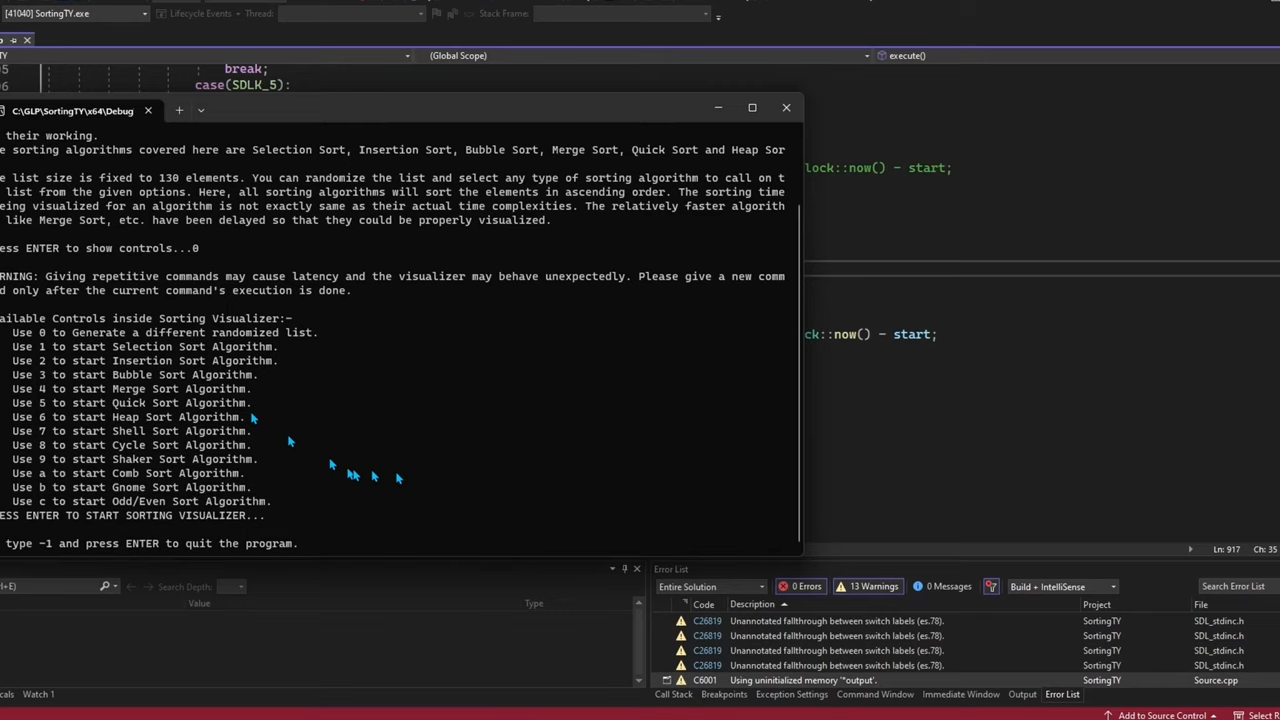 [41040] SortingTY.exe
Lifecycle Events
Thread:
Stack Frame:
TY
(Global Scope)
execute()
break;
case(SDLK_5):
C:\GLP\SortingTY\x64\Debug
their working.
e sorting algorithms covered here are Selection Sort, Insertion Sort, Bubble Sort, Merge Sort, Quick Sort and Heap Sor
lock::now() - start;
e list size is fixed to 130 elements. You can randomize the list and select any type of sorting algorithm to call on t
list from the given options. Here, all sorting algorithms will sort the elements in ascending order. The sorting time
eing visualized for an algorithm is not exactly same as their actual time complexities. The relatively faster algorith
like Merge Sort, etc. have been delayed so that they could be properly visualized.
ess ENTER to show controls...0
RNING: Giving repetitive commands may cause latency and the visualizer may behave unexpectedly. Please give a new comm
d only after the current command's execution is done.
ailable Controls inside Sorting Visualizer:-
Use 0 to Generate a different randomized list.
ck::now() - start;
Use 1 to start Selection Sort Algorithm.
Use 2 to start Insertion Sort Algorithm.
Use 3 to start Bubble Sort Algorithm.
Use 4 to start Merge Sort Algorithm.
Use 5 to start Quick Sort Algorithm.
Use 6 to start Heap Sort Algorithm.
Use 7 to start Shell Sort Algorithm.
Use 8 to start Cycle Sort Algorithm.
Use 9 to start Shaker Sort Algorithm.
Use a to start Comb Sort Algorithm.
Use b to start Gnome Sort Algorithm.
Use c to start Odd/Even Sort Algorithm.
ESS ENTER TO START SORTING VISUALIZER...
type -1 and press ENTER to quit the program.
Ln: 917 Ch: 35
Error List
l+E) Search Depth:
Entire Solution 0 Errors 13 Warnings 0 Messages Build + IntelliSense Search Error List
Value Type
Code Description Project File
C26819 Unannotated fallthrough between switch labels (es.78). SortingTY SDL_stdinc.h
C26819 Unannotated fallthrough between switch labels (es.78). SortingTY SDL_stdinc.h
C26819 Unannotated fallthrough between switch labels (es.78). SortingTY SDL_stdinc.h
C26819 Unannotated fallthrough between switch labels (es.78). SortingTY SDL_stdinc.h
C6001 Using uninitialized memory '*output'. SortingTY Source.cpp
cals Watch 1
Call Stack Breakpoints Exception Settings Command Window Immediate Window Output Error List
Add to Source Control Select R